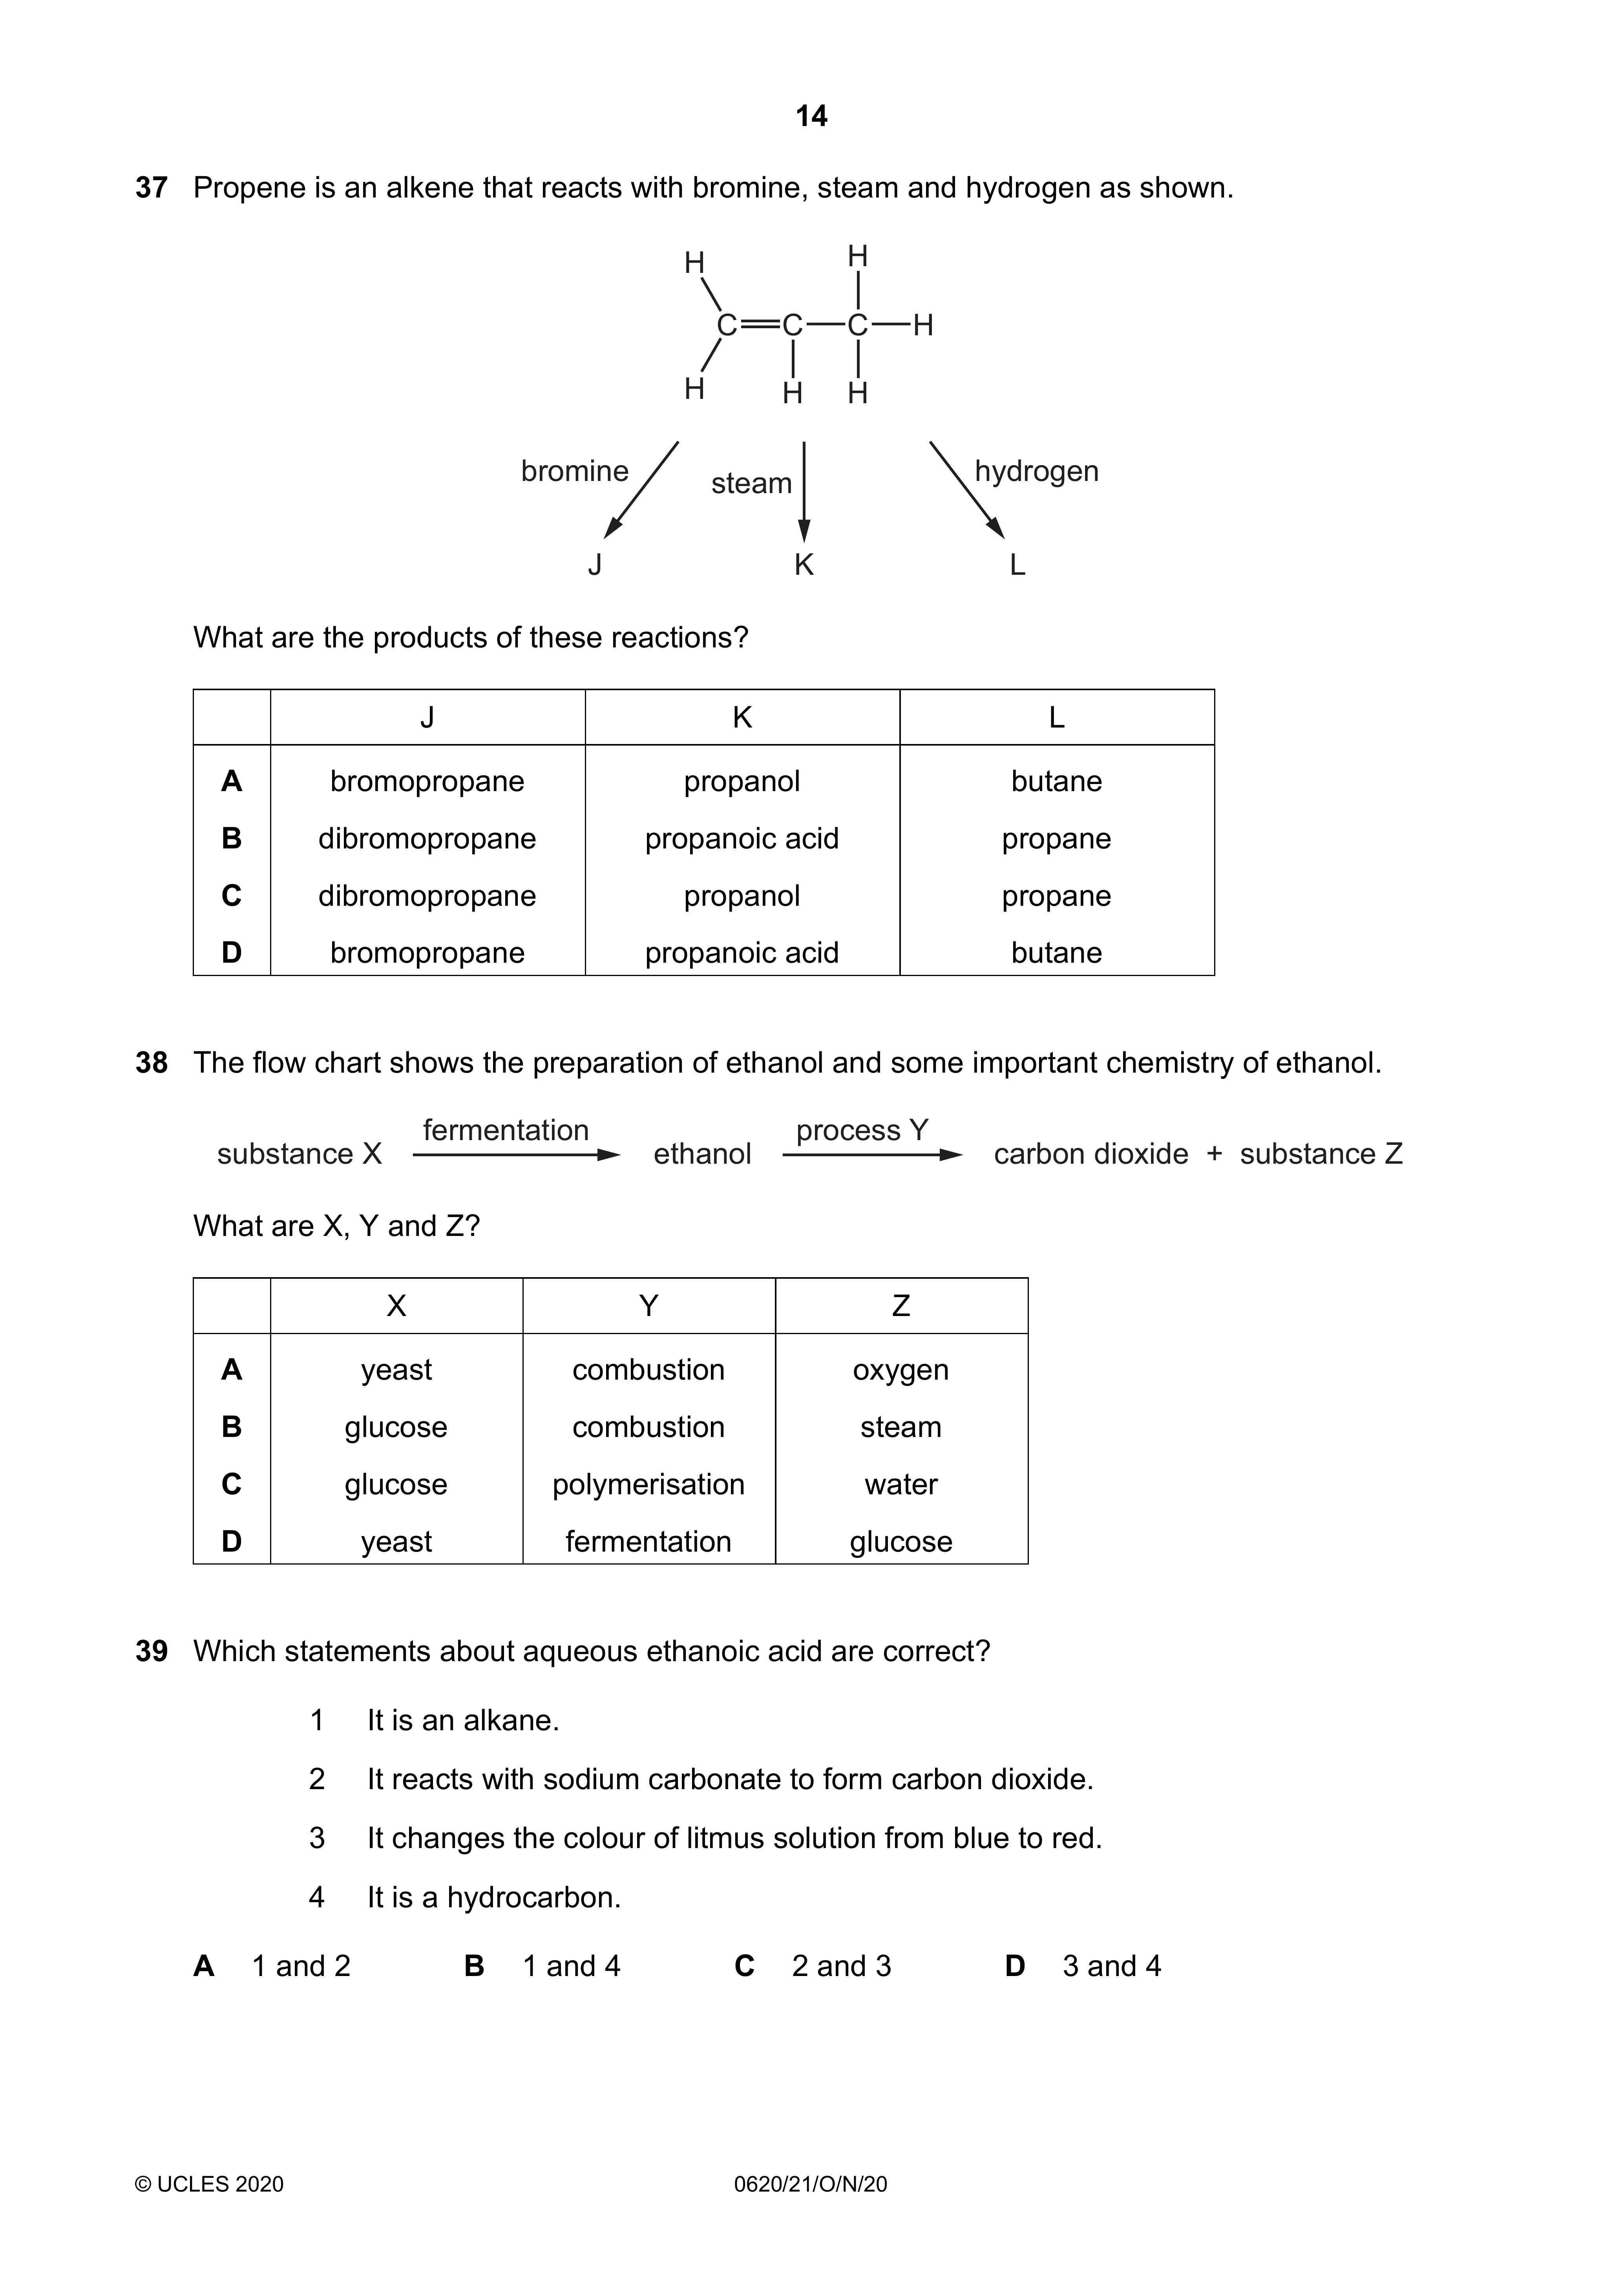 14
37 Propene is an alkene that reacts with bromine, steam and hydrogen as shown.
H H
C C C H
H H H
bromine steam hydrogen
J K L
What are the products of these reactions?
J K L
A bromopropane propanol butane
B dibromopropane propanoic acid propane
C dibromopropane propanol propane
D bromopropane propanoic acid butane
38 The flow chart shows the preparation of ethanol and some important chemistry of ethanol.
fermentation process Y
substance X ethanol carbon dioxide + substance Z
What are X, Y and Z?
X Y Z
A yeast combustion oxygen
B glucose combustion steam
C glucose polymerisation water
D yeast fermentation glucose
39 Which statements about aqueous ethanoic acid are correct?
1 It is an alkane.
2 It reacts with sodium carbonate to form carbon dioxide.
3 It changes the colour of litmus solution from blue to red.
4 It is a hydrocarbon.
A 1 and 2 B 1 and 4 C 2 and 3 D 3 and 4
© UCLES 2020 0620/21/O/N/20